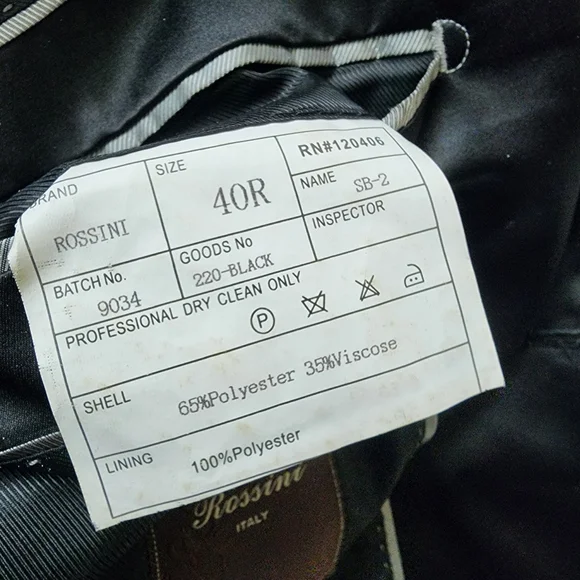 BRAND
ROSSINI
SIZE
40R
RN#120406
NAME SB-2
BATCH No.
9034
GOODS No
220-BLACK
INSPECTOR
PROFESSIONAL DRY CLEAN ONLY
P
SHELL 65%Polyester 35%Viscose
LINING 100%Polyester
Rossini
ITALY